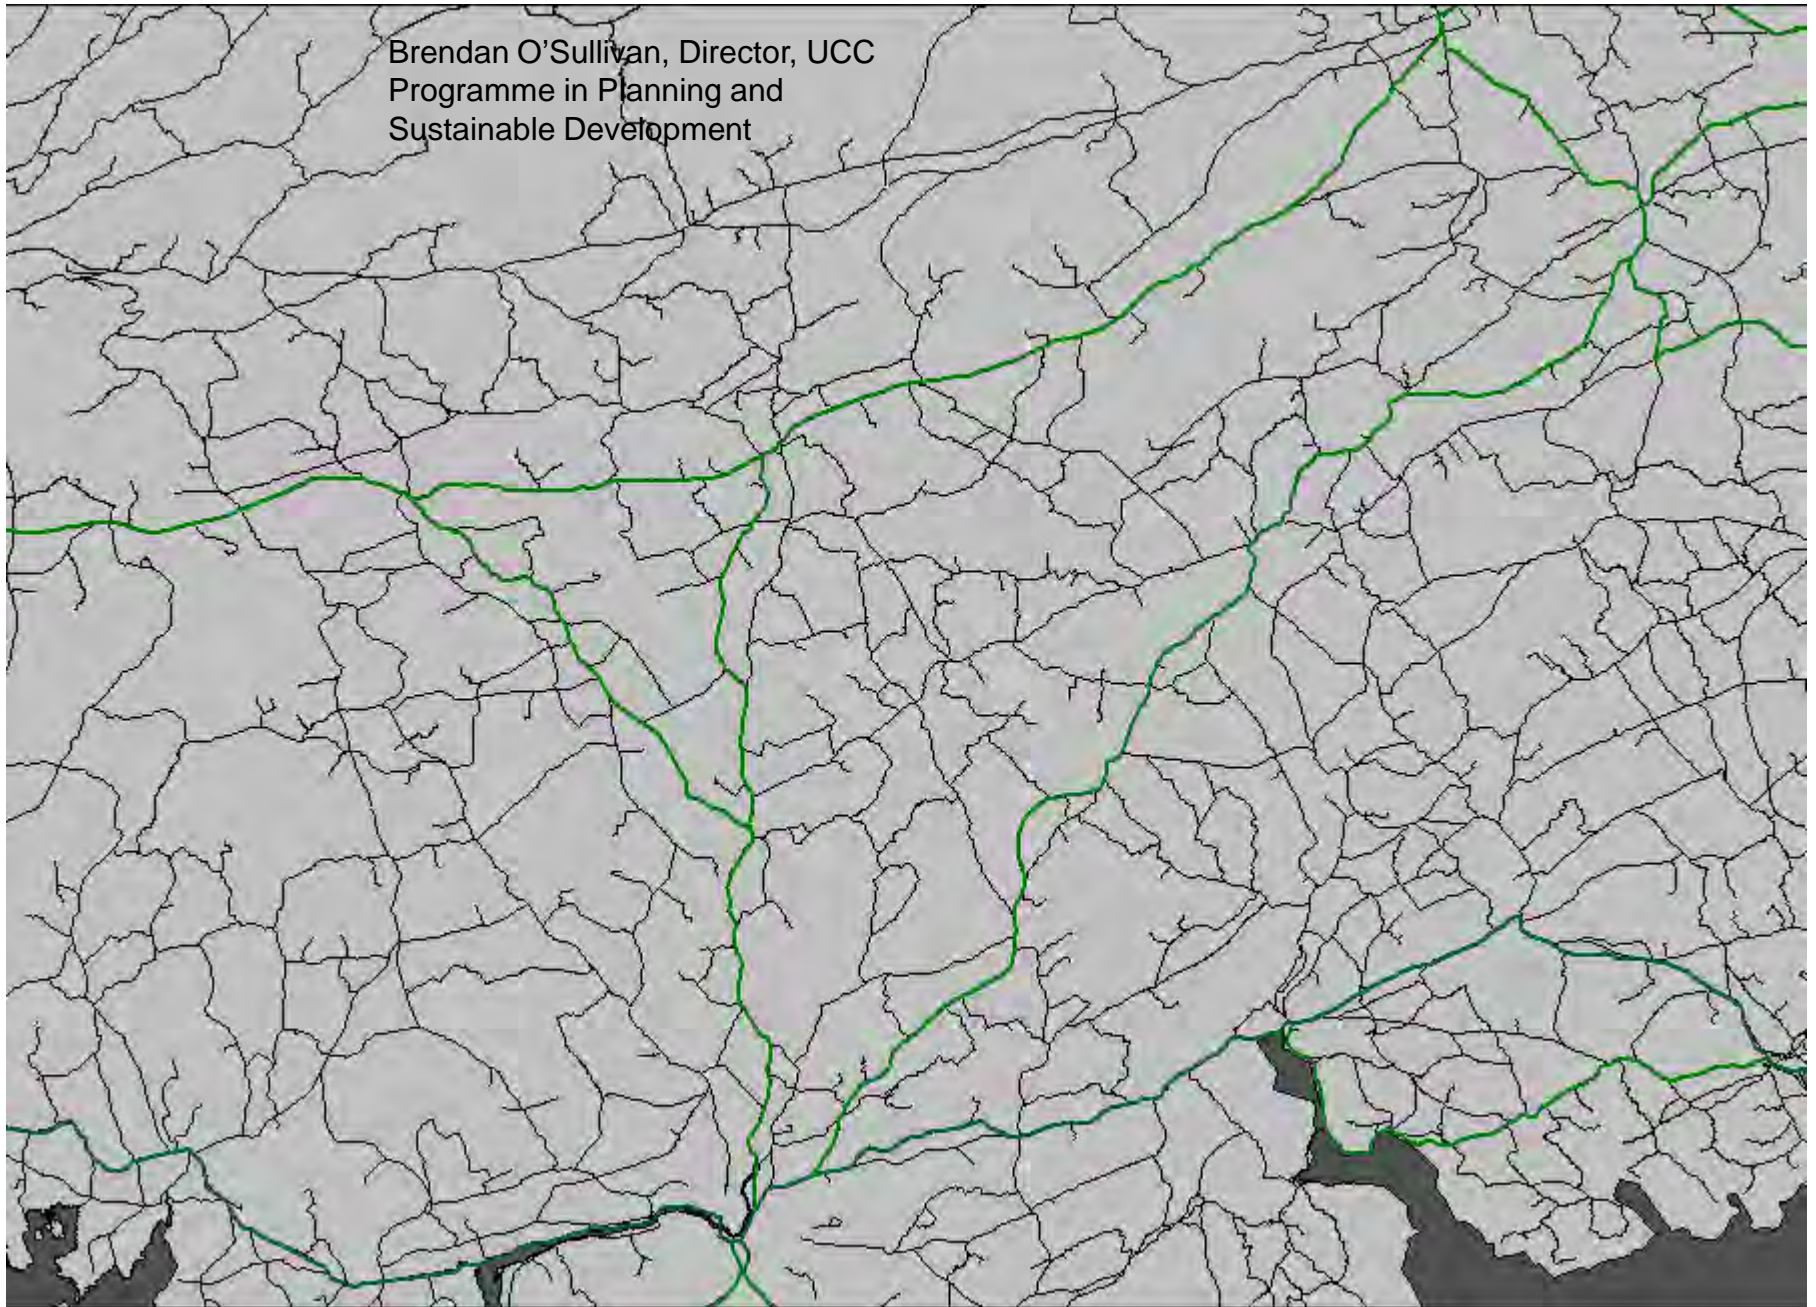 Brendan O’Sullivan, Director, UCC
Programme in Planning and
Sustainable Development